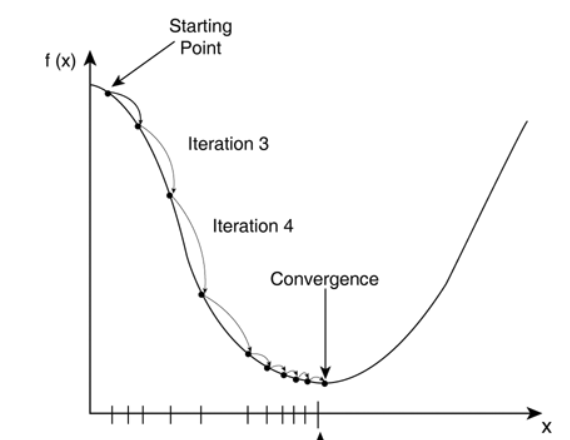 Starting
Point
f (x)
Iteration 3
Iteration 4
Convergence
x